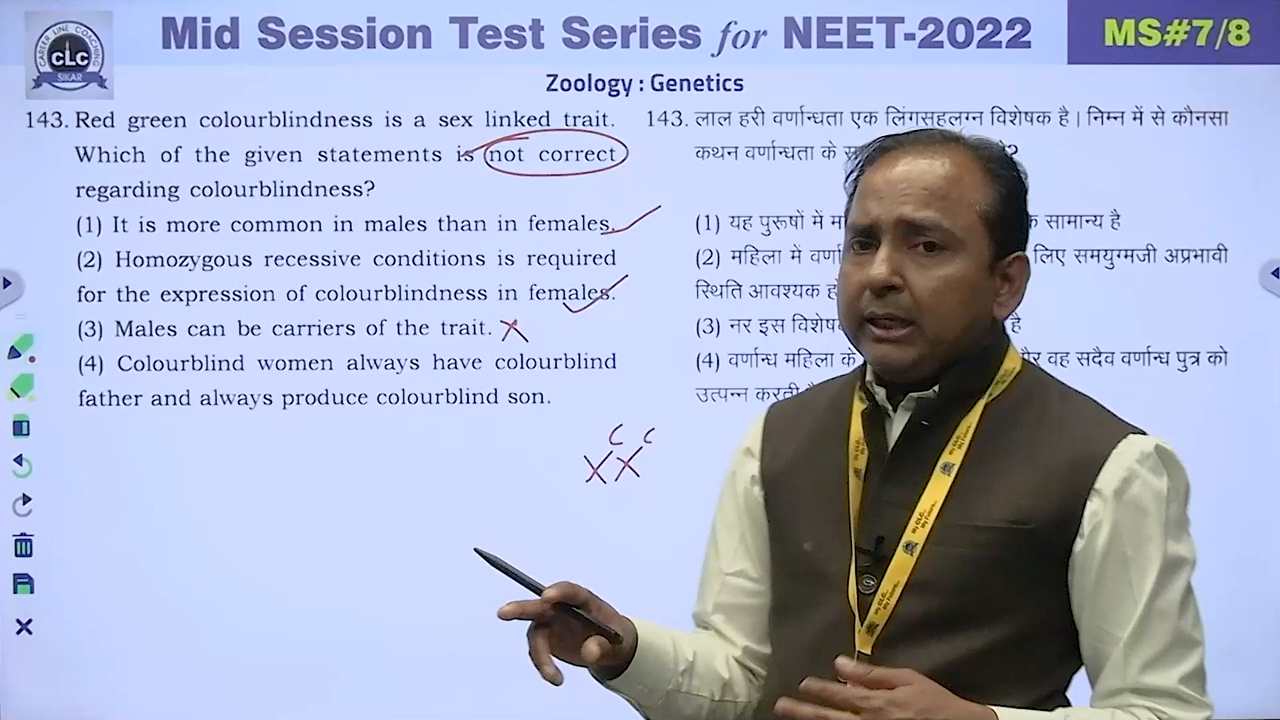 CAREER LINE COACHING
CLC
SIKAR
Mid Session Test Series for NEET-2022
MS#7/8
Zoology : Genetics
143. Red green colourblindness is a sex linked trait.
Which of the given statements is not correct
regarding colourblindness?
(1) It is more common in males than in females.
(2) Homozygous recessive conditions is required
for the expression of colourblindness in females.
(3) Males can be carriers of the trait.
(4) Colourblind women always have colourblind
father and always produce colourblind son.
143. लाल हरी वर्णान्धता एक लिंगसहलग्न विशेषक है। निम्न में से कौनसा
कथन वर्णान्धता के
(1) यह पुरूषों में सामान्य है
(2) महिला में लिए समयुग्मजी अप्रभावी
स्थिति आवश्यक
(3) नर इस है
(4) वर्णान्ध महिला के वह सदैव वर्णान्ध पुत्र को
उत्पन्न करती
X^c X^c